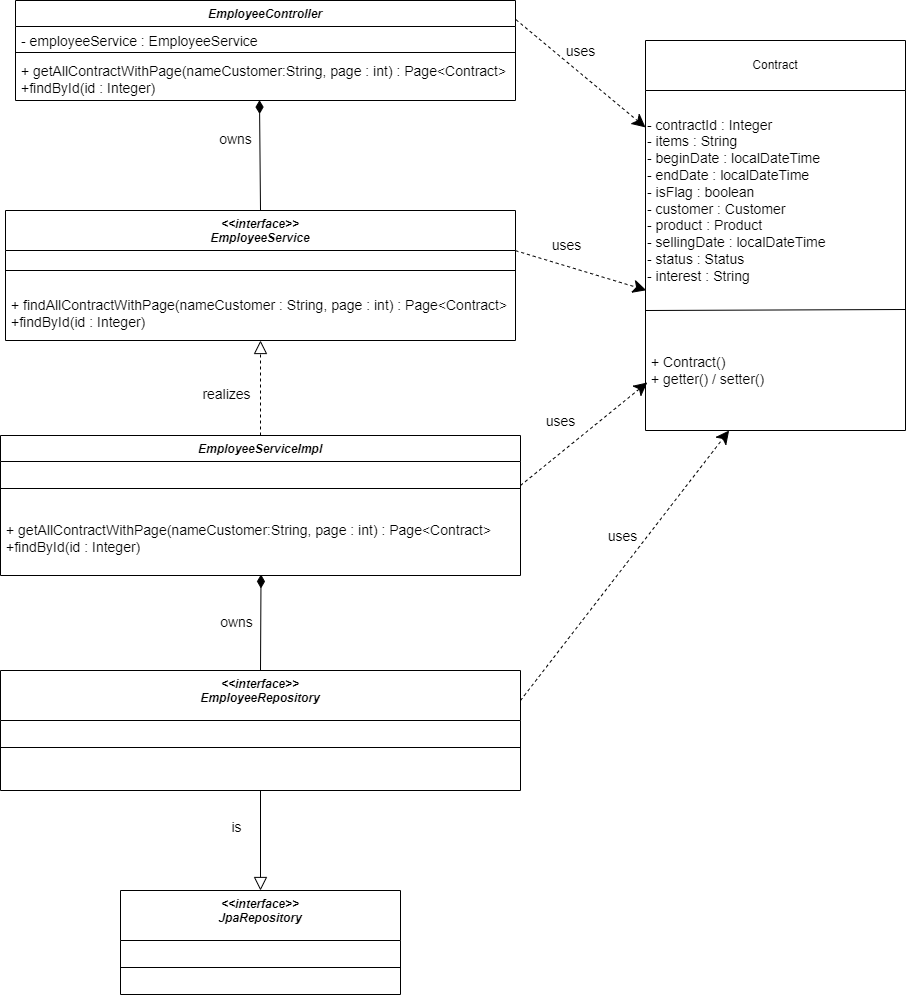 EmployeeController
- employeeService : EmployeeService
+ getAllContractWithPage(nameCustomer:String, page : int) : Page<Contract>
+findById(id : Integer)
uses
owns
Contract
- contractId : Integer
- items : String
- beginDate : localDateTime
- endDate : localDateTime
- isFlag : boolean
- customer : Customer
- product : Product
- sellingDate : localDateTime
- status : Status
- interest : String
+ Contract()
+ getter() / setter()
<<interface>>
EmployeeService
+ findAllContractWithPage(nameCustomer : String, page : int) : Page<Contract>
+findById(id : Integer)
uses
realizes
EmployeeServiceImpl
+ getAllContractWithPage(nameCustomer:String, page : int) : Page<Contract>
+findById(id : Integer)
uses
owns
uses
<<interface>>
EmployeeRepository
is
<<interface>>
JpaRepository